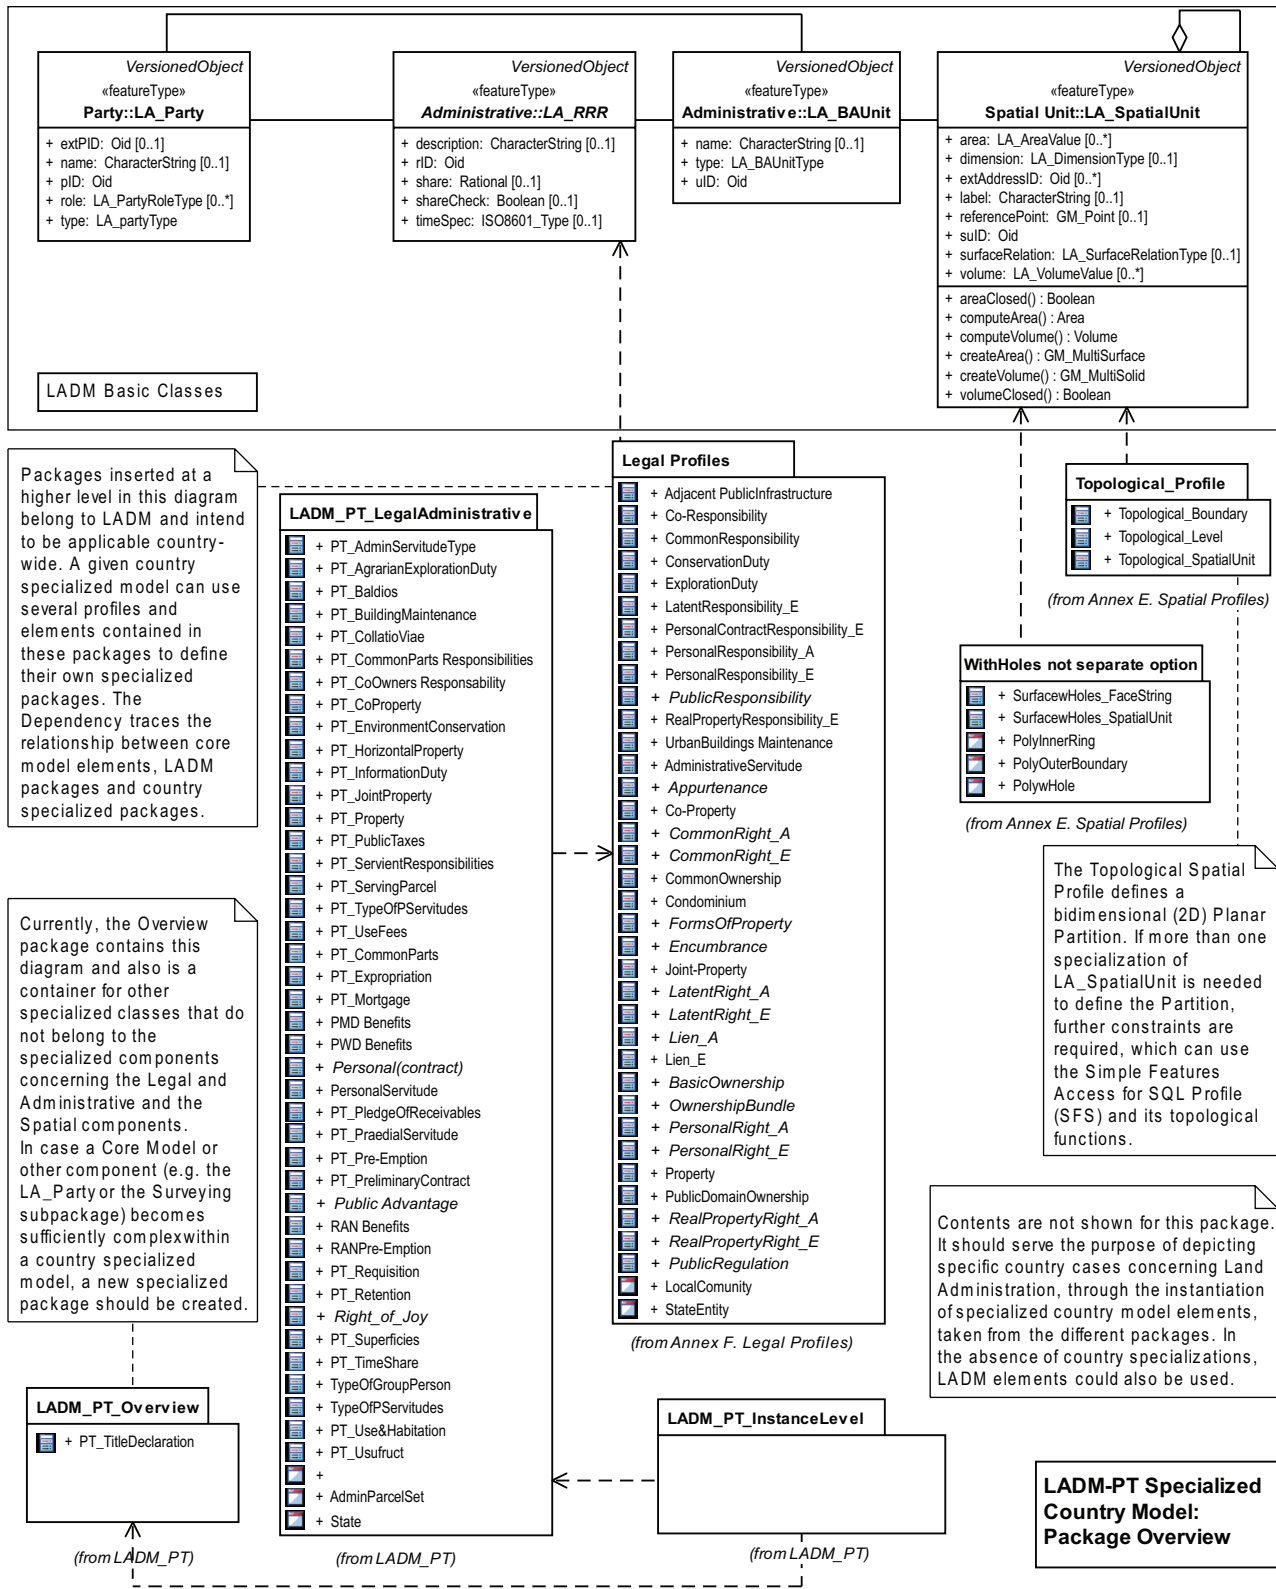 VersionedObject
«featureType»
Party::LA_Party
+ extPID: Oid [0..1]
+ name: CharacterString [0..1]
+ pID: Oid
+ role: LA_PartyRoleType [0..*]
+ type: LA_partyType
VersionedObject
«featureType»
Administrative::LA_RRR
+ description: CharacterString [0..1]
+ rID: Oid
+ share: Rational [0..1]
+ shareCheck: Boolean [0..1]
+ timeSpec: ISO8601_Type [0..1]
VersionedObject
«featureType»
Administrative::LA_BAUnit
+ name: CharacterString [0..1]
+ type: LA_BAUnitType
+ uID: Oid
VersionedObject
«featureType»
Spatial Unit::LA_SpatialUnit
+ area: LA_AreaValue [0..*]
+ dimension: LA_DimensionType [0..1]
+ extAddressID: Oid [0..*]
+ label: CharacterString [0..1]
+ referencePoint: GM_Point [0..1]
+ suID: Oid
+ surfaceRelation: LA_SurfaceRelationType [0..1]
+ volume: LA_VolumeValue [0..*]
+ areaClosed() : Boolean
+ computeArea() : Area
+ computeVolume() : Volume
+ createArea() : GM_MultiSurface
+ createVolume() : GM_MultiSolid
+ volumeClosed() : Boolean
LADM Basic Classes
Packages inserted at a
higher level in this diagram
belong to LADM and intend
to be applicable country-
wide. A given country
specialized model can use
several profiles and
elements contained in
these packages to define
their own specialized
packages. The
Dependency traces the
relationship between core
model elements, LADM
packages and country
specialized packages.
Currently, the Overview
package contains this
diagram and also is a
container for other
specialized classes that do
not belong to the
specialized components
concerning the Legal and
Administrative and the
Spatial components.
In case a Core Model or
other component (e.g. the
LA_Party or the Surveying
subpackage) becomes
sufficiently complexwithin
a country specialized
model, a new specialized
package should be created.
LADM_PT_Overview
+ PT_TitleDeclaration
(from LADM_PT)
LADM_PT_LegalAdministrative
+ PT_AdminServitudeType
+ PT_AgrarianExplorationDuty
+ PT_Baldios
+ PT_BuildingMaintenance
+ PT_CollatioViae
+ PT_CommonParts Responsibilities
+ PT_CoOwners Responsability
+ PT_CoProperty
+ PT_EnvironmentConservation
+ PT_HorizontalProperty
+ PT_InformationDuty
+ PT_JointProperty
+ PT_Property
+ PT_PublicTaxes
+ PT_ServientResponsibilities
+ PT_ServingParcel
+ PT_TypeOfPServitudes
+ PT_UseFees
+ PT_CommonParts
+ PT_Expropriation
+ PT_Mortgage
+ PMD Benefits
+ PWD Benefits
+ Personal(contract)
+ PersonalServitude
+ PT_PledgeOfReceivables
+ PT_PraedialServitude
+ PT_Pre-Emption
+ PT_PreliminaryContract
+ Public Advantage
+ RAN Benefits
+ RANPre-Emption
+ PT_Requisition
+ PT_Retention
+ Right_of_Joy
+ PT_Superficies
+ PT_TimeShare
+ TypeOfGroupPerson
+ TypeOfPServitudes
+ PT_Use&Habitation
+ PT_Usufruct
+
+ AdminParcelSet
+ State
(from LADM_PT)
Legal Profiles
+ Adjacent PublicInfrastructure
+ Co-Responsibility
+ CommonResponsibility
+ ConservationDuty
+ ExplorationDuty
+ LatentResponsibility_E
+ PersonalContractResponsibility_E
+ PersonalResponsibility_A
+ PersonalResponsibility_E
+ PublicResponsibility
+ RealPropertyResponsibility_E
+ UrbanBuildings Maintenance
+ AdministrativeServitude
+ Appurtenance
+ Co-Property
+ CommonRight_A
+ CommonRight_E
+ CommonOwnership
+ Condominium
+ FormsOfProperty
+ Encumbrance
+ Joint-Property
+ LatentRight_A
+ LatentRight_E
+ Lien_A
+ Lien_E
+ BasicOwnership
+ OwnershipBundle
+ PersonalRight_A
+ PersonalRight_E
+ Property
+ PublicDomainOwnership
+ RealPropertyRight_A
+ RealPropertyRight_E
+ PublicRegulation
+ LocalComunity
+ StateEntity
(from Annex F. Legal Profiles)
LADM_PT_InstanceLevel
(from LADM_PT)
Topological_Profile
+ Topological_Boundary
+ Topological_Level
+ Topological_SpatialUnit
(from Annex E. Spatial Profiles)
WithHoles not separate option
+ SurfacewHoles_FaceString
+ SurfacewHoles_SpatialUnit
+ PolyInnerRing
+ PolyOuterBoundary
+ PolywHole
(from Annex E. Spatial Profiles)
The Topological Spatial
Profile defines a
bidimensional (2D) Planar
Partition. If more than one
specialization of
LA_SpatialUnit is needed
to define the Partition,
further constraints are
required, which can use
the Simple Features
Access for SQL Profile
(SFS) and its topological
functions.
Contents are not shown for this package.
It should serve the purpose of depicting
specific country cases concerning Land
Administration, through the instantiation
of specialized country model elements,
taken from the different packages. In
the absence of country specializations,
LADM elements could also be used.
LADM-PT Specialized
Country Model:
Package Overview